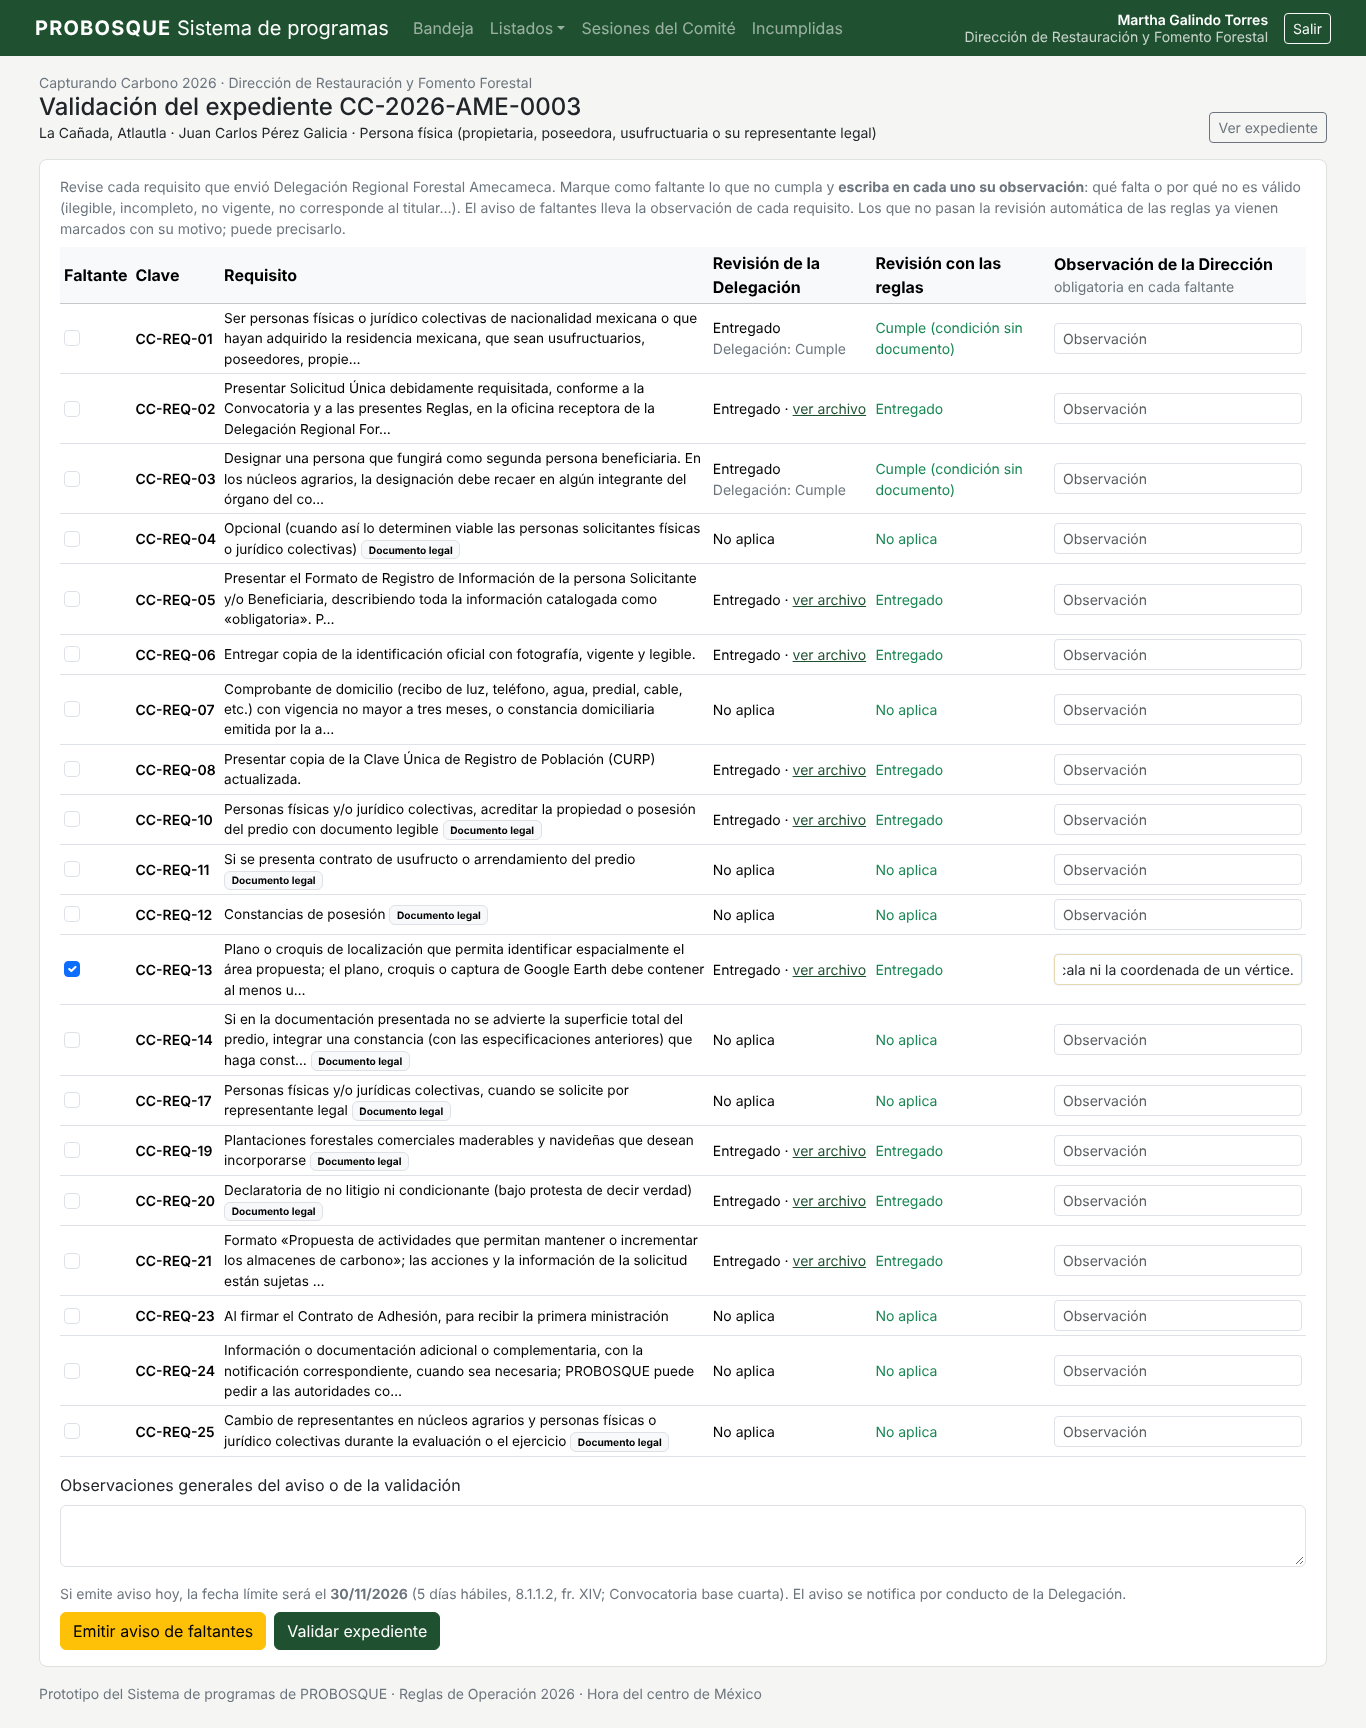 PROBOSQUE Sistema de programas
Bandeja
Listados
Sesiones del Comité
Incumplidas
Martha Galindo Torres
Dirección de Restauración y Fomento Forestal
Salir
Capturando Carbono 2026 · Dirección de Restauración y Fomento Forestal
Validación del expediente CC-2026-AME-0003
La Cañada, Atlautla · Juan Carlos Pérez Galicia · Persona física (propietaria, poseedora, usufructuaria o su representante legal)
Ver expediente
Revise cada requisito que envió Delegación Regional Forestal Amecameca. Marque como faltante lo que no cumpla y escriba en cada uno su observación: qué falta o por qué no es válido
(ilegible, incompleto, no vigente, no corresponde al titular...). El aviso de faltantes lleva la observación de cada requisito. Los que no pasan la revisión automática de las reglas ya vienen
marcados con su motivo; puede precisarlo.
Faltante
Clave
Requisito
Revisión de la
Delegación
Revisión con las
reglas
Observación de la Dirección
obligatoria en cada faltante
CC-REQ-01
Ser personas físicas o jurídico colectivas de nacionalidad mexicana o que
hayan adquirido la residencia mexicana, que sean usufructuarios,
poseedores, propie...
Entregado
Delegación: Cumple
Cumple (condición sin
documento)
Observación
CC-REQ-02
Presentar Solicitud Única debidamente requisitada, conforme a la
Convocatoria y a las presentes Reglas, en la oficina receptora de la
Delegación Regional For...
Entregado · ver archivo
Entregado
Observación
CC-REQ-03
Designar una persona que fungirá como segunda persona beneficiaria. En
los núcleos agrarios, la designación debe recaer en algún integrante del
órgano del co...
Entregado
Delegación: Cumple
Cumple (condición sin
documento)
Observación
CC-REQ-04
Opcional (cuando así lo determinen viable las personas solicitantes físicas
o jurídico colectivas) Documento legal
No aplica
No aplica
Observación
CC-REQ-05
Presentar el Formato de Registro de Información de la persona Solicitante
y/o Beneficiaria, describiendo toda la información catalogada como
«obligatoria». P...
Entregado · ver archivo
Entregado
Observación
CC-REQ-06
Entregar copia de la identificación oficial con fotografía, vigente y legible.
Entregado · ver archivo
Entregado
Observación
CC-REQ-07
Comprobante de domicilio (recibo de luz, teléfono, agua, predial, cable,
etc.) con vigencia no mayor a tres meses, o constancia domiciliaria
emitida por la a...
No aplica
No aplica
Observación
CC-REQ-08
Presentar copia de la Clave Única de Registro de Población (CURP)
actualizada.
Entregado · ver archivo
Entregado
Observación
CC-REQ-10
Personas físicas y/o jurídico colectivas, acreditar la propiedad o posesión
del predio con documento legible Documento legal
Entregado · ver archivo
Entregado
Observación
CC-REQ-11
Si se presenta contrato de usufructo o arrendamiento del predio
Documento legal
No aplica
No aplica
Observación
CC-REQ-12
Constancias de posesión Documento legal
No aplica
No aplica
Observación
CC-REQ-13
Plano o croquis de localización que permita identificar espacialmente el
área propuesta; el plano, croquis o captura de Google Earth debe contener
al menos u...
Entregado · ver archivo
Entregado
cala ni la coordenada de un vértice.
CC-REQ-14
Si en la documentación presentada no se advierte la superficie total del
predio, integrar una constancia (con las especificaciones anteriores) que
haga const... Documento legal
No aplica
No aplica
Observación
CC-REQ-17
Personas físicas y/o jurídicas colectivas, cuando se solicite por
representante legal Documento legal
No aplica
No aplica
Observación
CC-REQ-19
Plantaciones forestales comerciales maderables y navideñas que desean
incorporarse Documento legal
Entregado · ver archivo
Entregado
Observación
CC-REQ-20
Declaratoria de no litigio ni condicionante (bajo protesta de decir verdad)
Documento legal
Entregado · ver archivo
Entregado
Observación
CC-REQ-21
Formato «Propuesta de actividades que permitan mantener o incrementar
los almacenes de carbono»; las acciones y la información de la solicitud
están sujetas ...
Entregado · ver archivo
Entregado
Observación
CC-REQ-23
Al firmar el Contrato de Adhesión, para recibir la primera ministración
No aplica
No aplica
Observación
CC-REQ-24
Información o documentación adicional o complementaria, con la
notificación correspondiente, cuando sea necesaria; PROBOSQUE puede
pedir a las autoridades co...
No aplica
No aplica
Observación
CC-REQ-25
Cambio de representantes en núcleos agrarios y personas físicas o
jurídico colectivas durante la evaluación o el ejercicio Documento legal
No aplica
No aplica
Observación
Observaciones generales del aviso o de la validación
Si emite aviso hoy, la fecha límite será el 30/11/2026 (5 días hábiles, 8.1.1.2, fr. XIV; Convocatoria base cuarta). El aviso se notifica por conducto de la Delegación.
Emitir aviso de faltantes
Validar expediente
Prototipo del Sistema de programas de PROBOSQUE · Reglas de Operación 2026 · Hora del centro de México